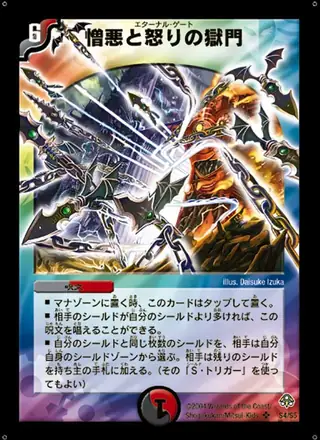 6
エターナル・ゲート
憎悪と怒りの獄門
illus. Daisuke Izuka
呪文
■ マナゾーンに置く時、このカードはタップして置く。
■ 相手のシールドが自分のシールドより多ければ、この
呪文を唱えることができる。
■ 自分のシールドと同じ枚数のシールドを、相手は自分
自身のシールドゾーンから選ぶ。相手は残りのシールド
を持ち主の手札に加える。(その「S・トリガー」を使っ
てもよい)
1
©2004 Wizards of the Coast/
Shogakukan/Mitsui-Kids
S4/S5